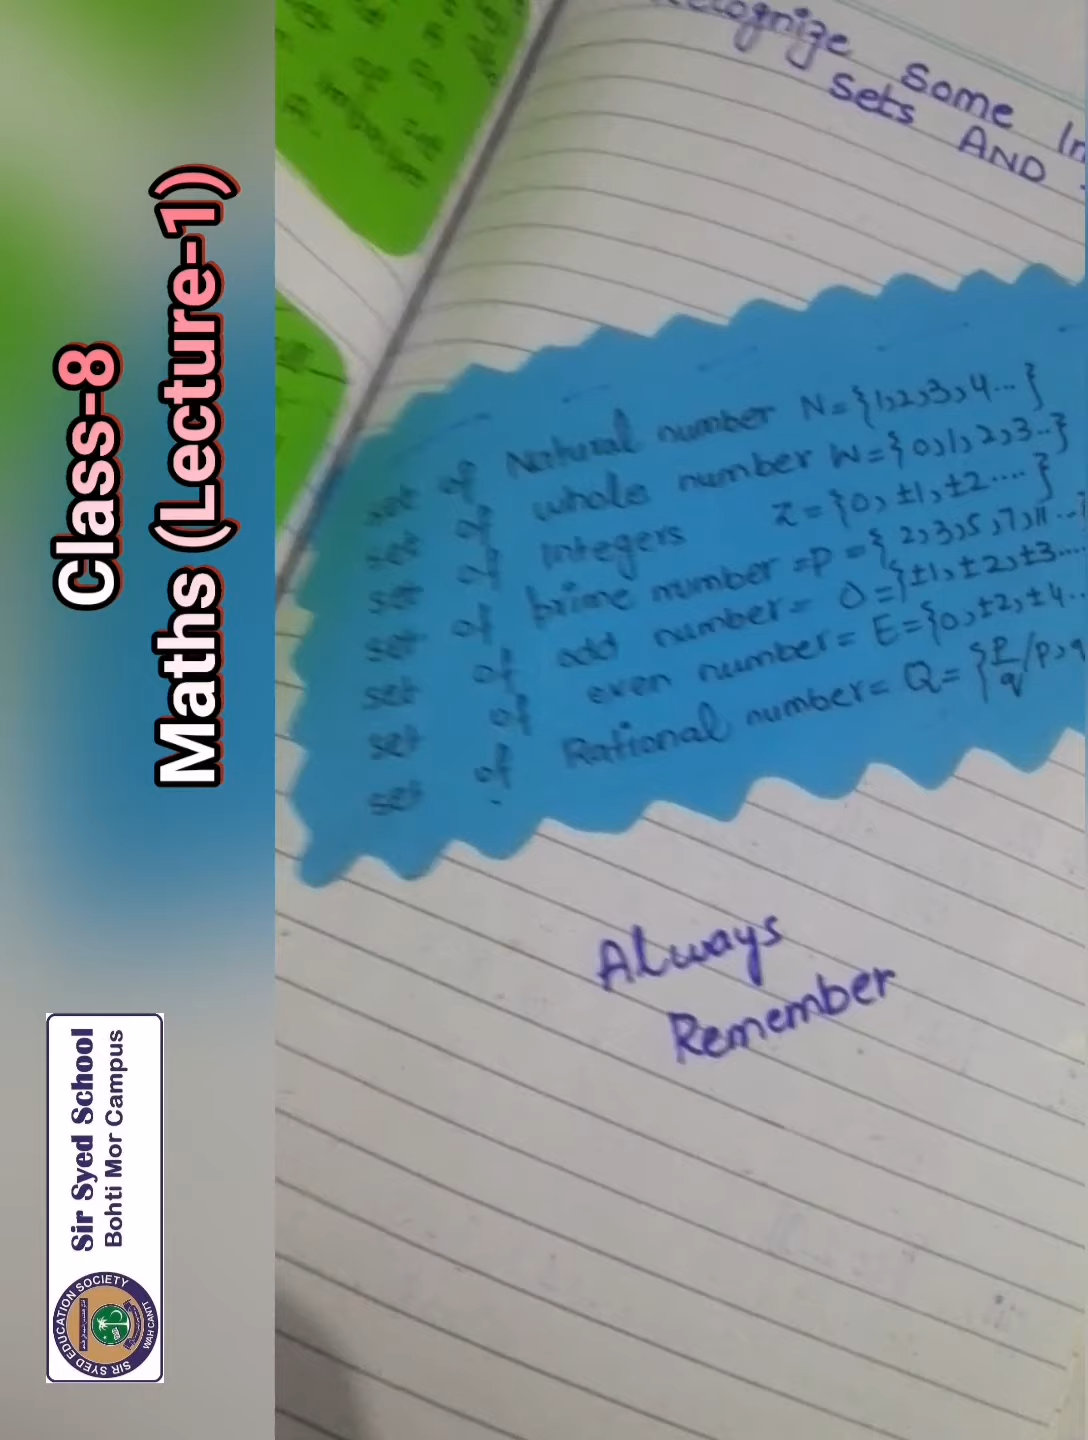 Class-8
Maths (Lecture-1)
Sir Syed School
Bohti Mor Campus
SIR SYED EDUCATION SOCIETY
WAH CANTT
Recognize Some
Sets AND
set of Natural number N={1,2,3,4...}
set of whole number W={0,1,2,3..}
set of Integers Z={0,±1,±2....}
set of prime number =P={2,3,5,7,11...
set of odd number= O={±1,±2,±3....
set of even number= E={0,±2,±4...
set of Rational number= Q={p/q/P,q
Always
Remember